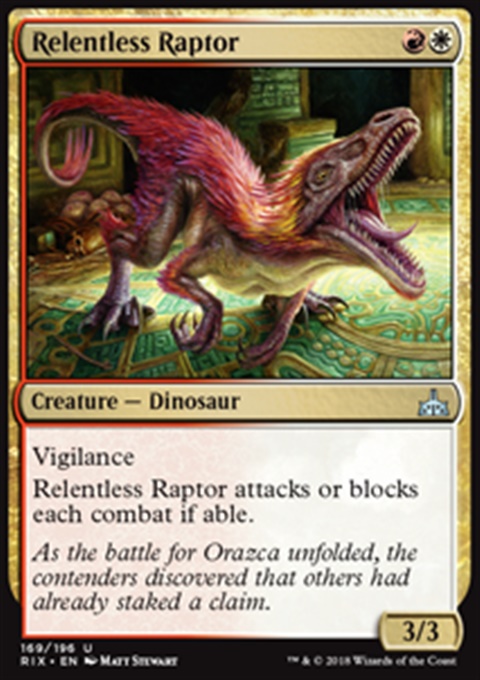 Relentless Raptor
Creature — Dinosaur
Vigilance
Relentless Raptor attacks or blocks
each combat if able.
As the battle for Orazca unfolded, the
contenders discovered that others had
already staked a claim.
3/3
169/196 U
RIX • EN Matt Stewart
™ & © 2018 Wizards of the Coast